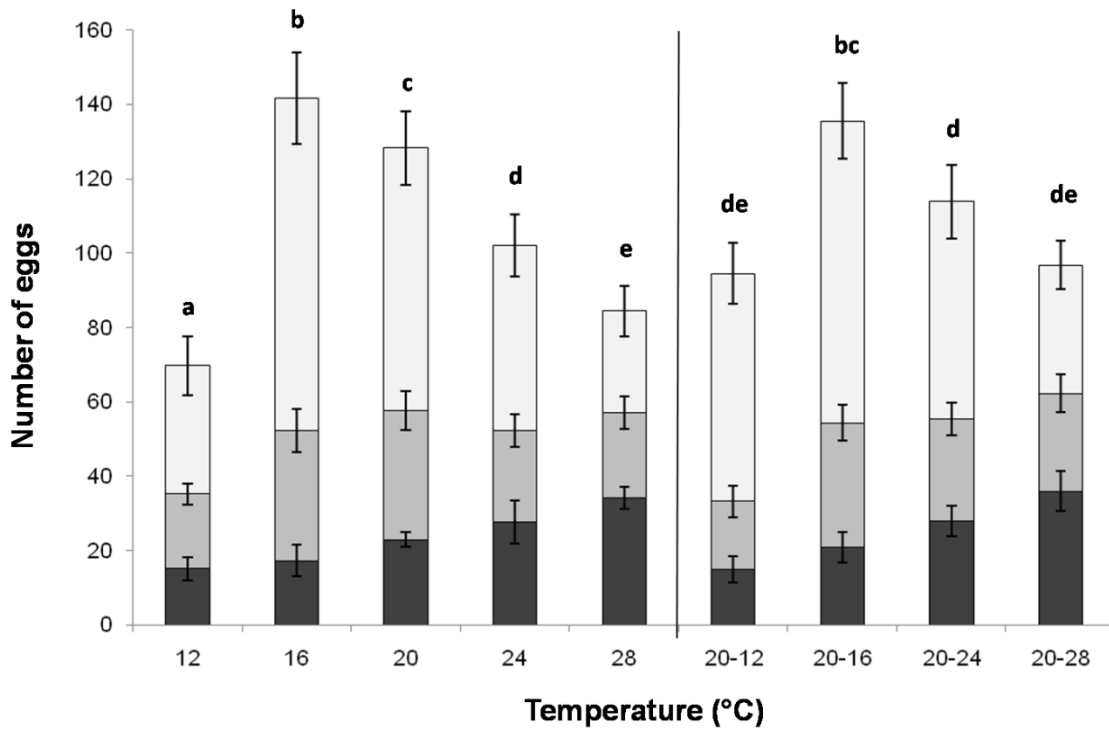 Number of eggs
160
140
120
100
80
60
40
20
0
a
b
c
d
e
de
bc
d
de
12 16 20 24 28 20-12 20-16 20-24 20-28
Temperature (°C)